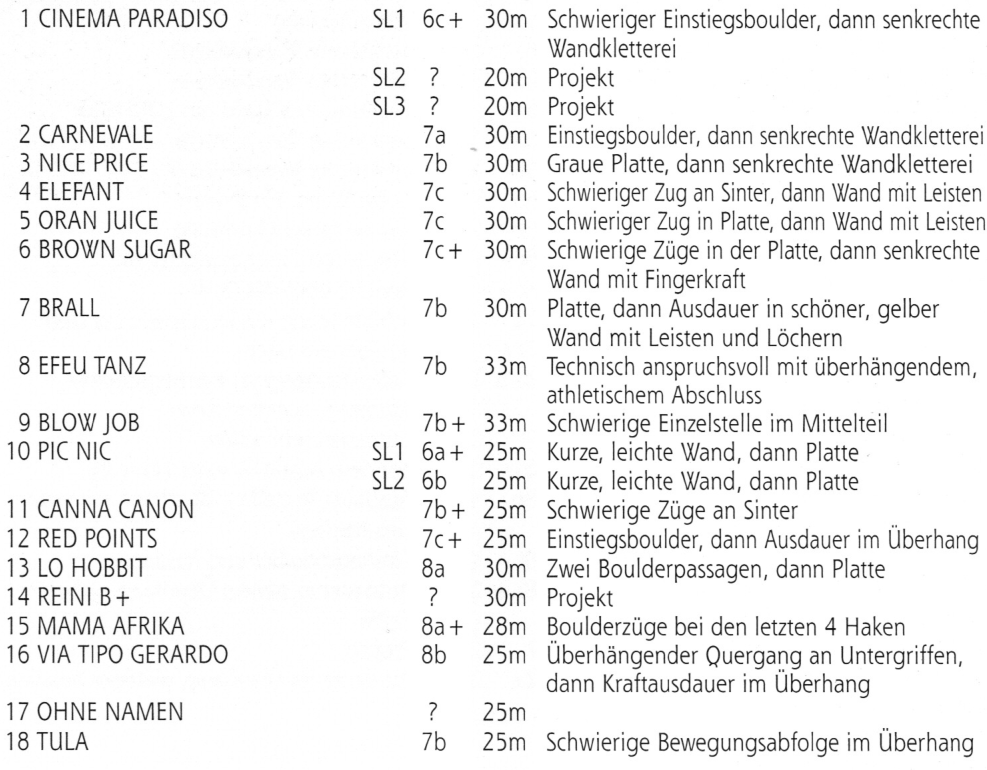 1 CINEMA PARADISO SL1 6c+ 30m Schwieriger Einstiegsboulder, dann senkrechte
Wandkletterei
SL2 ? 20m Projekt
SL3 ? 20m Projekt
2 CARNEVALE 7a 30m Einstiegsboulder, dann senkrechte Wandkletterei
3 NICE PRICE 7b 30m Graue Platte, dann senkrechte Wandkletterei
4 ELEFANT 7c 30m Schwieriger Zug an Sinter, dann Wand mit Leisten
5 ORAN JUICE 7c 30m Schwieriger Zug in Platte, dann Wand mit Leisten
6 BROWN SUGAR 7c+ 30m Schwierige Züge in der Platte, dann senkrechte
Wand mit Fingerkraft
7 BRALL 7b 30m Platte, dann Ausdauer in schöner, gelber
Wand mit Leisten und Löchern
8 EFEU TANZ 7b 33m Technisch anspruchsvoll mit überhängendem,
athletischem Abschluss
9 BLOW JOB 7b+ 33m Schwierige Einzelstelle im Mittelteil
10 PIC NIC SL1 6a+ 25m Kurze, leichte Wand, dann Platte
SL2 6b 25m Kurze, leichte Wand, dann Platte
11 CANNA CANON 7b+ 25m Schwierige Züge an Sinter
12 RED POINTS 7c+ 25m Einstiegsboulder, dann Ausdauer im Überhang
13 LO HOBBIT 8a 30m Zwei Boulderpassagen, dann Platte
14 REINI B+ ? 30m Projekt
15 MAMA AFRIKA 8a+ 28m Boulderzüge bei den letzten 4 Haken
16 VIA TIPO GERARDO 8b 25m Überhängender Quergang an Untergriffen,
dann Kraftausdauer im Überhang
17 OHNE NAMEN ? 25m
18 TULA 7b 25m Schwierige Bewegungsabfolge im Überhang